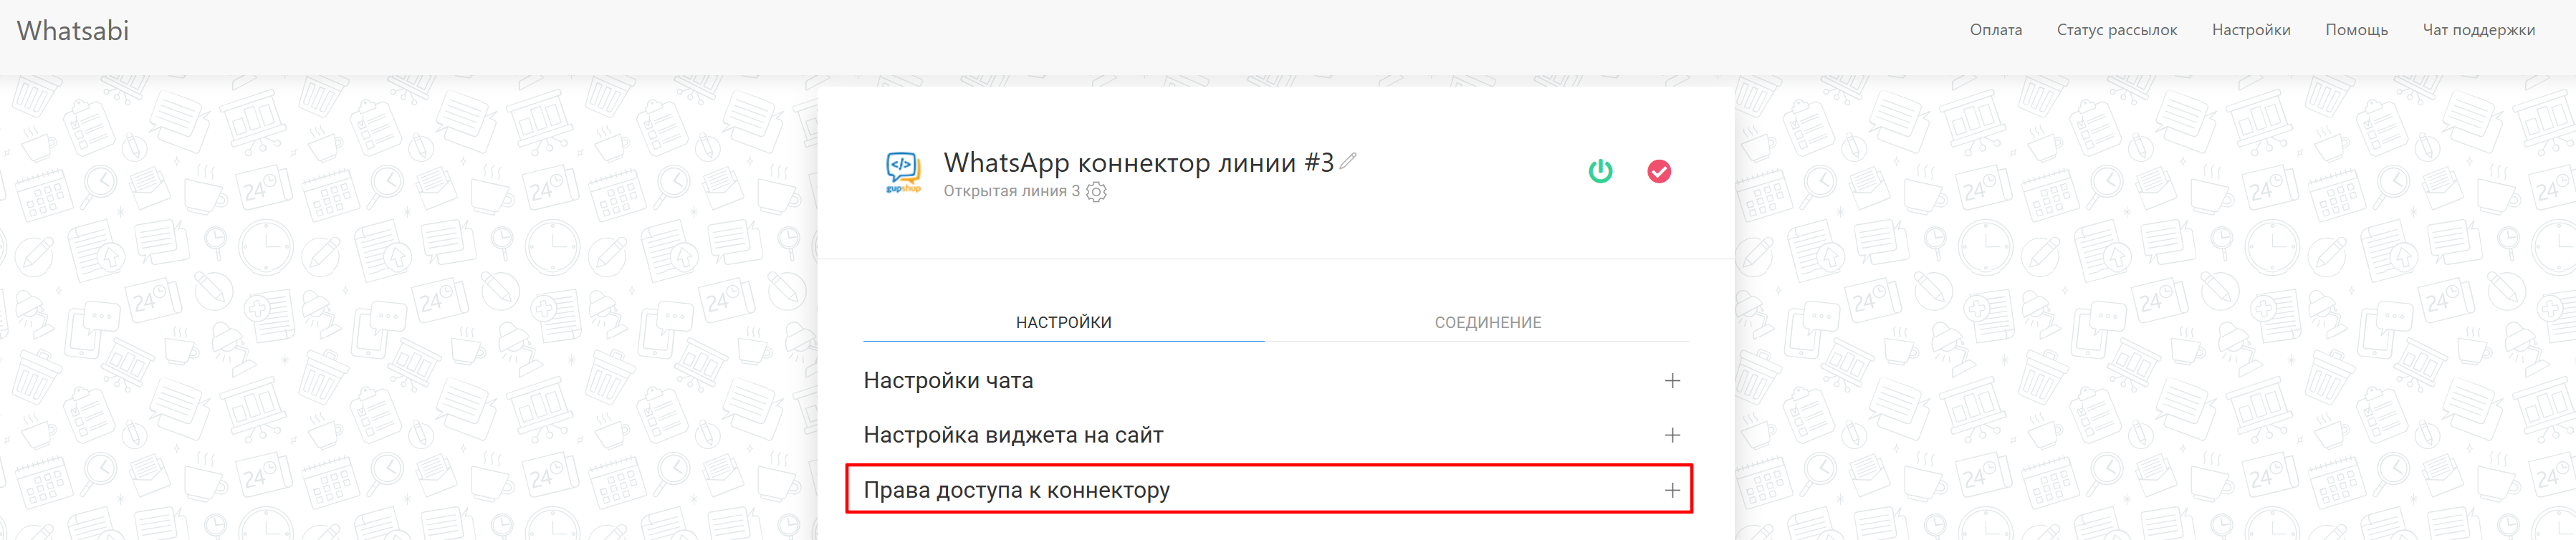 Whatsabi
Оплата
Статус рассылок
Настройки
Помощь
Чат поддержки
</>
gupshup
WhatsApp коннектор линии #3
Открытая линия 3
НАСТРОЙКИ
СОЕДИНЕНИЕ
Настройки чата
Настройка виджета на сайт
Права доступа к коннектору